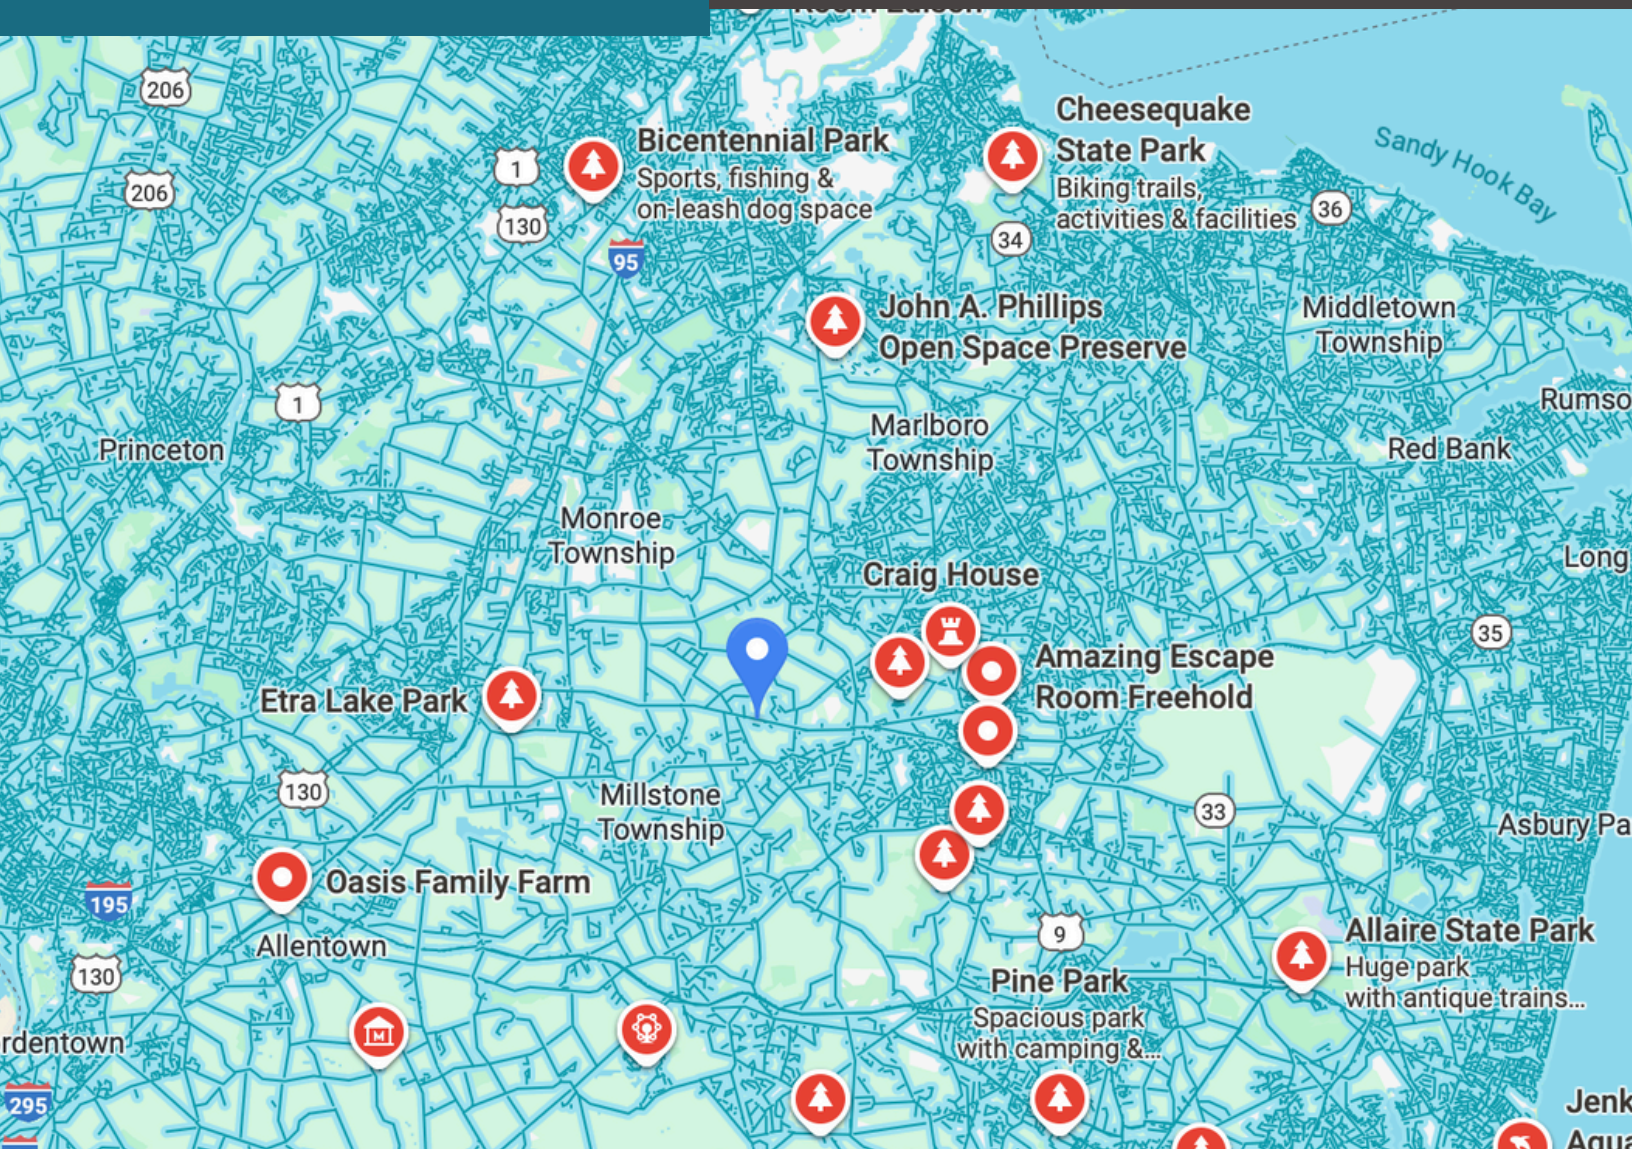 206
Cheesequake
State Park
Biking trails,
activities & facilities
Bicentennial Park
Sports, fishing &
on-leash dog space
1
206
130
Sandy Hook Bay
36
34
95
John A. Phillips
Open Space Preserve
Middletown
Township
1
Marlboro
Township
Princeton
Red Bank
Monroe
Township
Craig House
35
Etra Lake Park
Amazing Escape
Room Freehold
130
Millstone
Township
33
195
Oasis Family Farm
Allentown
130
9
Allaire State Park
Huge park
with antique trains...
Pine Park
Spacious park
with camping &...
M
rdentown
295
Rumso
Long
Asbury Pa
Jenk